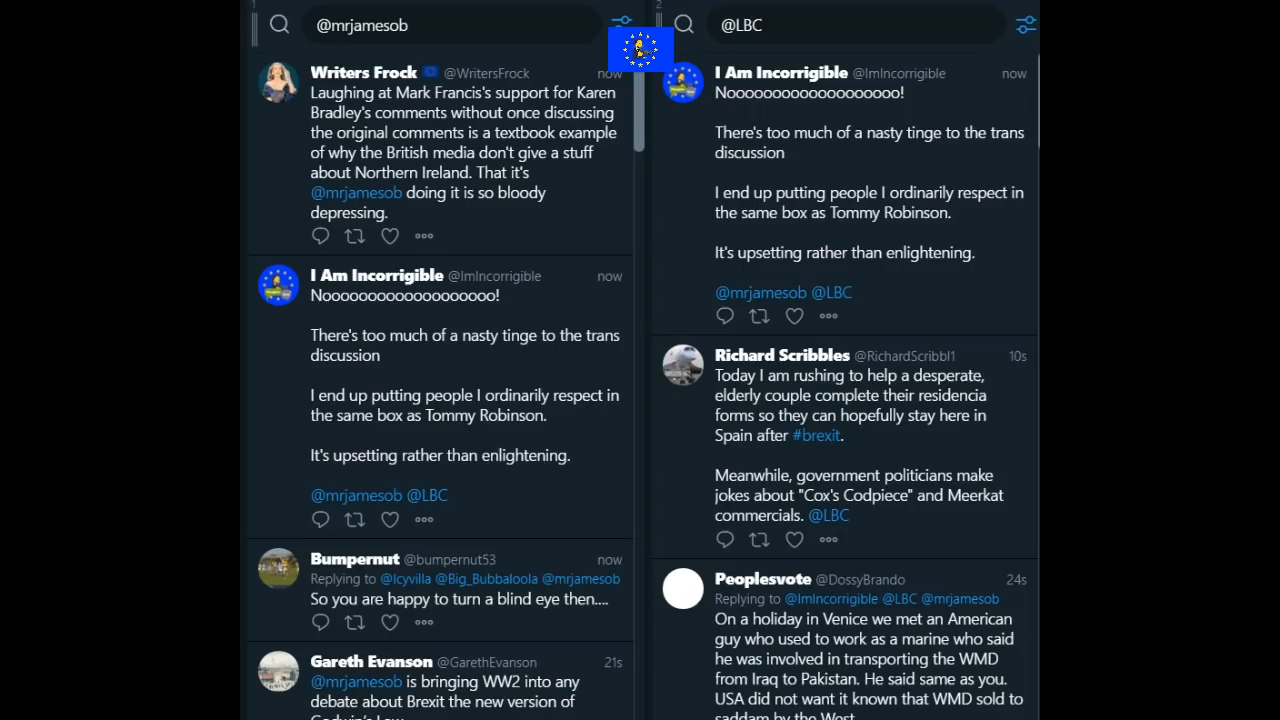 1
@mrjamesob
Writers Frock @WritersFrock now
Laughing at Mark Francis's support for Karen
Bradley's comments without once discussing
the original comments is a textbook example
of why the British media don't give a stuff
about Northern Ireland. That it's
@mrjamesob doing it is so bloody
depressing.
I Am Incorrigible @ImIncorrigible now
Noooooooooooooooooo!
There's too much of a nasty tinge to the trans
discussion
I end up putting people I ordinarily respect in
the same box as Tommy Robinson.
It's upsetting rather than enlightening.
@mrjamesob @LBC
Bumpernut @bumpernut53 now
Replying to @Icyvilla @Big_Bubbaloola @mrjamesob
So you are happy to turn a blind eye then....
Gareth Evanson @GarethEvanson 21s
@mrjamesob is bringing WW2 into any
debate about Brexit the new version of
Godwin's Law
2
@LBC
I Am Incorrigible @ImIncorrigible now
Noooooooooooooooooo!
There's too much of a nasty tinge to the trans
discussion
I end up putting people I ordinarily respect in
the same box as Tommy Robinson.
It's upsetting rather than enlightening.
@mrjamesob @LBC
Richard Scribbles @RichardScribbl1 10s
Today I am rushing to help a desperate,
elderly couple complete their residencia
forms so they can hopefully stay here in
Spain after #brexit.
Meanwhile, government politicians make
jokes about "Cox's Codpiece" and Meerkat
commercials. @LBC
Peoplesvote @DossyBrando 24s
Replying to @ImIncorrigible @LBC @mrjamesob
On a holiday in Venice we met an American
guy who used to work as a marine who said
he was involved in transporting the WMD
from Iraq to Pakistan. He said same as you.
USA did not want it known that WMD sold to
saddam by the West